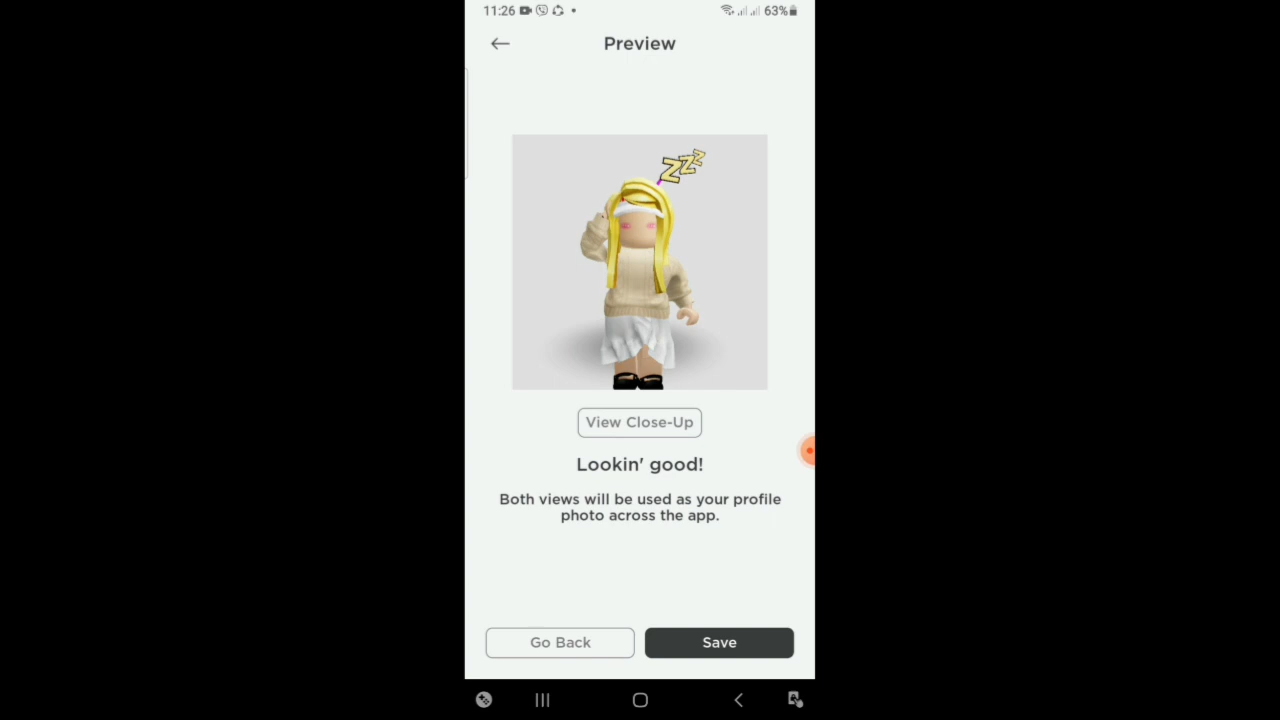 11:26
63%
Preview
ZZZ
View Close-Up
Lookin' good!
Both views will be used as your profile
photo across the app.
Go Back
Save